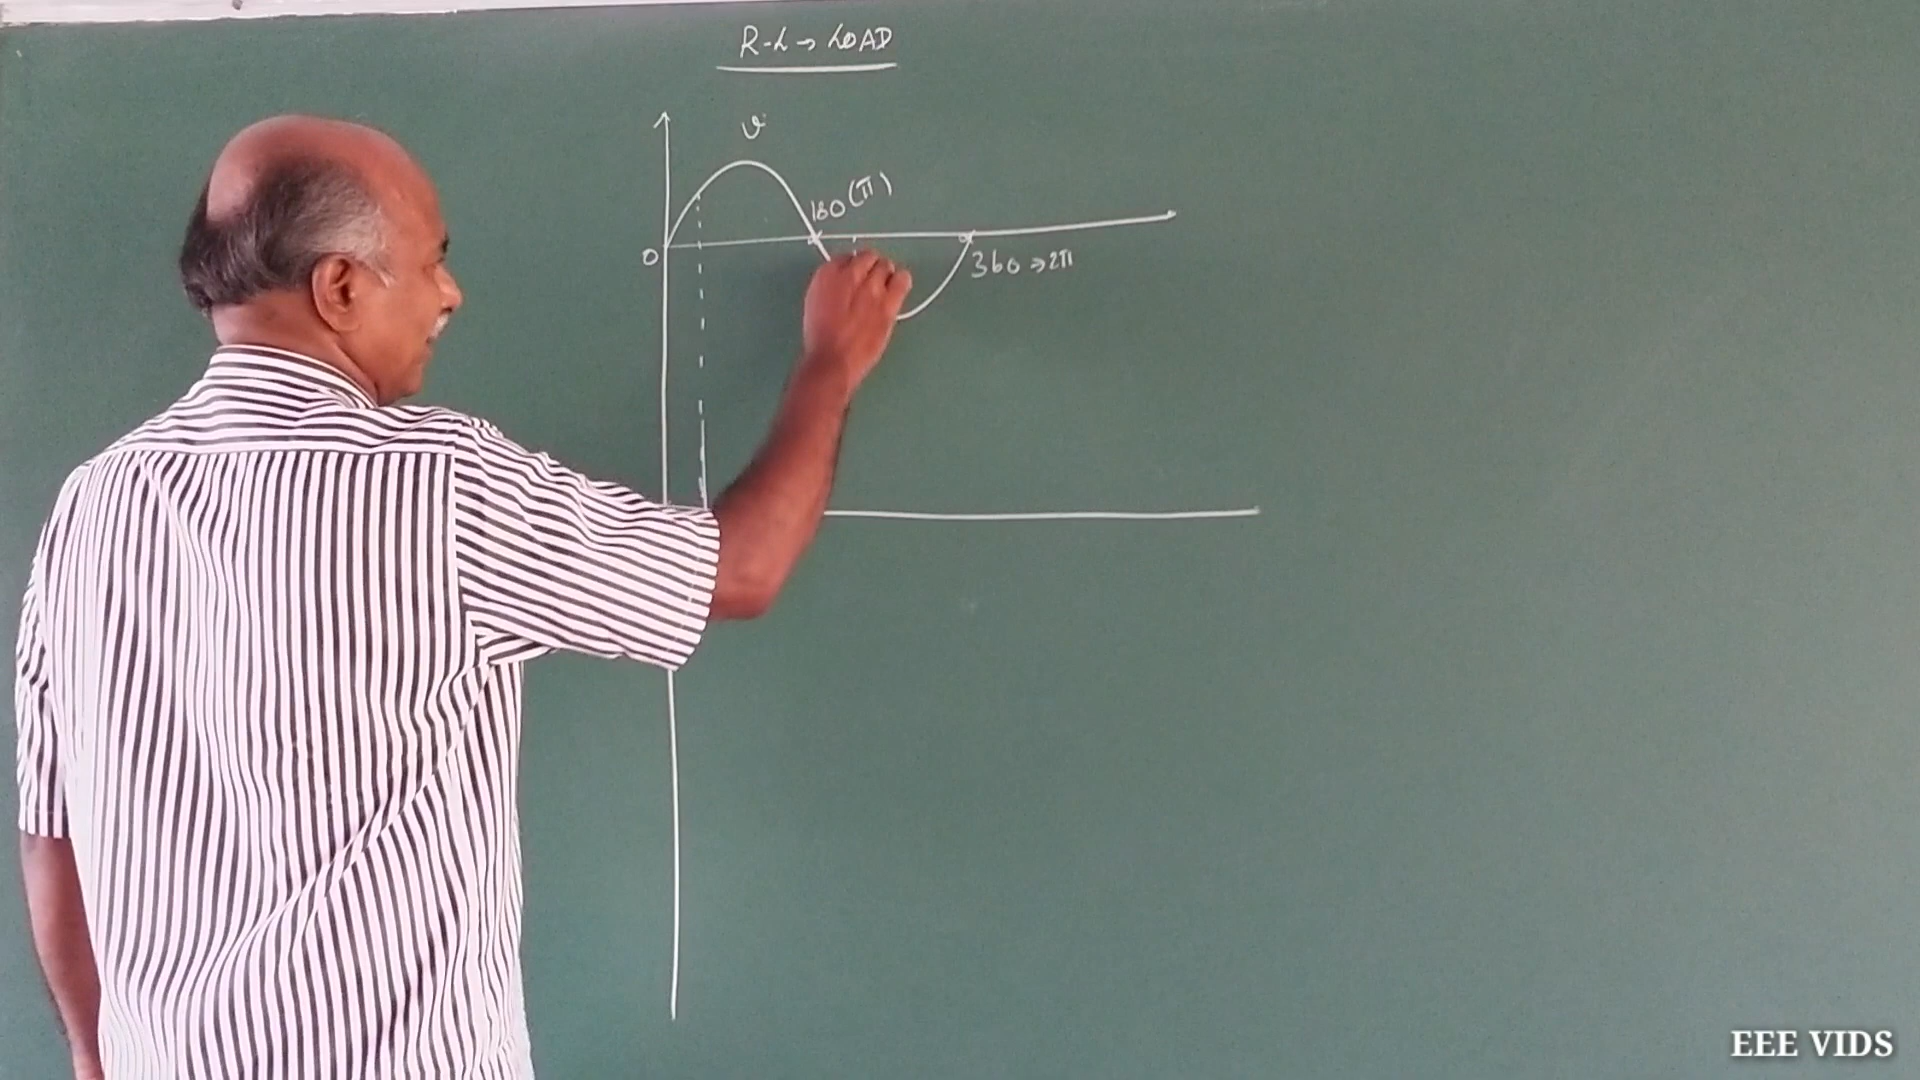 R-L → LOAD
v
180 (π)
0
360 → 2π
EEE VIDS